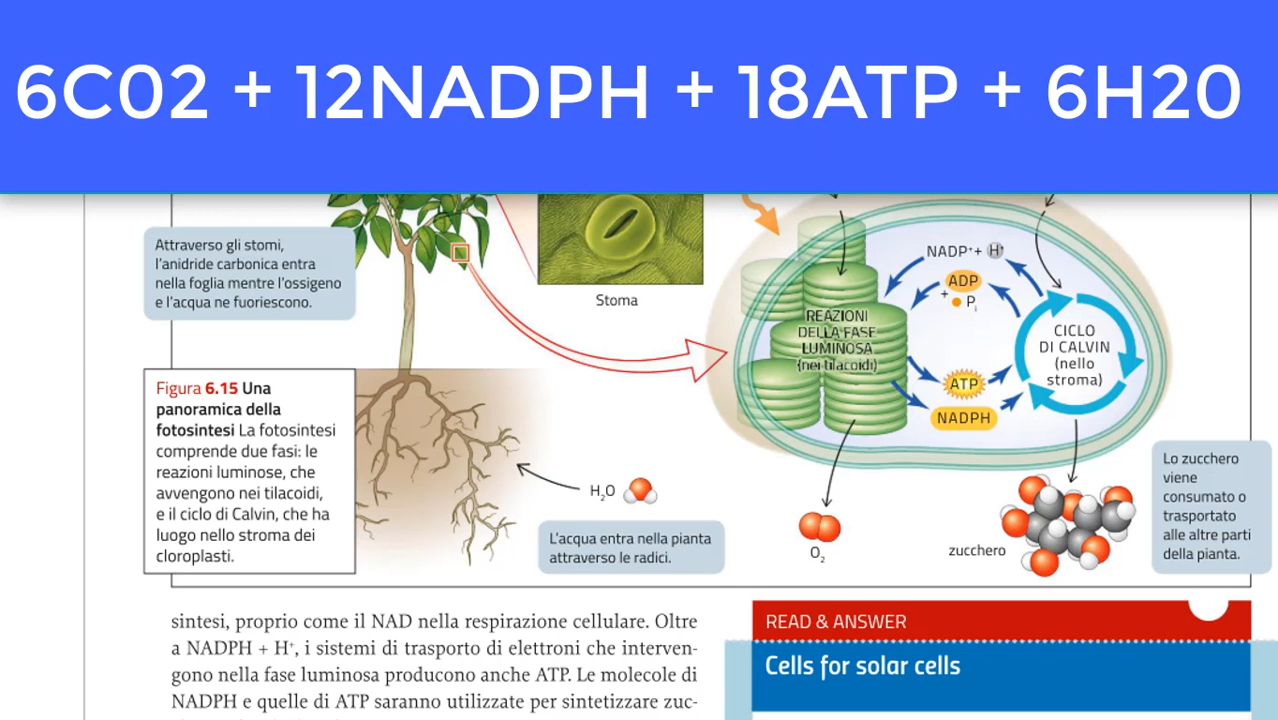 6C02 + 12NADPH + 18ATP + 6H20
Attraverso gli stomi,
l'anidride carbonica entra
nella foglia mentre l'ossigeno
e l'acqua ne fuoriescono.
Stoma
NADP⁺+ H⁺
ADP
+
Pᵢ
REAZIONI
DELLA FASE
LUMINOSA
(nei tilacoidi)
CICLO
DI CALVIN
(nello
stroma)
ATP
NADPH
Figura 6.15 Una
panoramica della
fotosintesi La fotosintesi
comprende due fasi: le
reazioni luminose, che
avvengono nei tilacoidi,
e il ciclo di Calvin, che ha
luogo nello stroma dei
cloroplasti.
H₂O
L'acqua entra nella pianta
attraverso le radici.
O₂
zucchero
Lo zucchero
viene
consumato o
trasportato
alle altre parti
della pianta.
sintesi, proprio come il NAD nella respirazione cellulare. Oltre
a NADPH + H⁺, i sistemi di trasporto di elettroni che interven-
gono nella fase luminosa producono anche ATP. Le molecole di
NADPH e quelle di ATP saranno utilizzate per sintetizzare zuc-
READ & ANSWER
Cells for solar cells